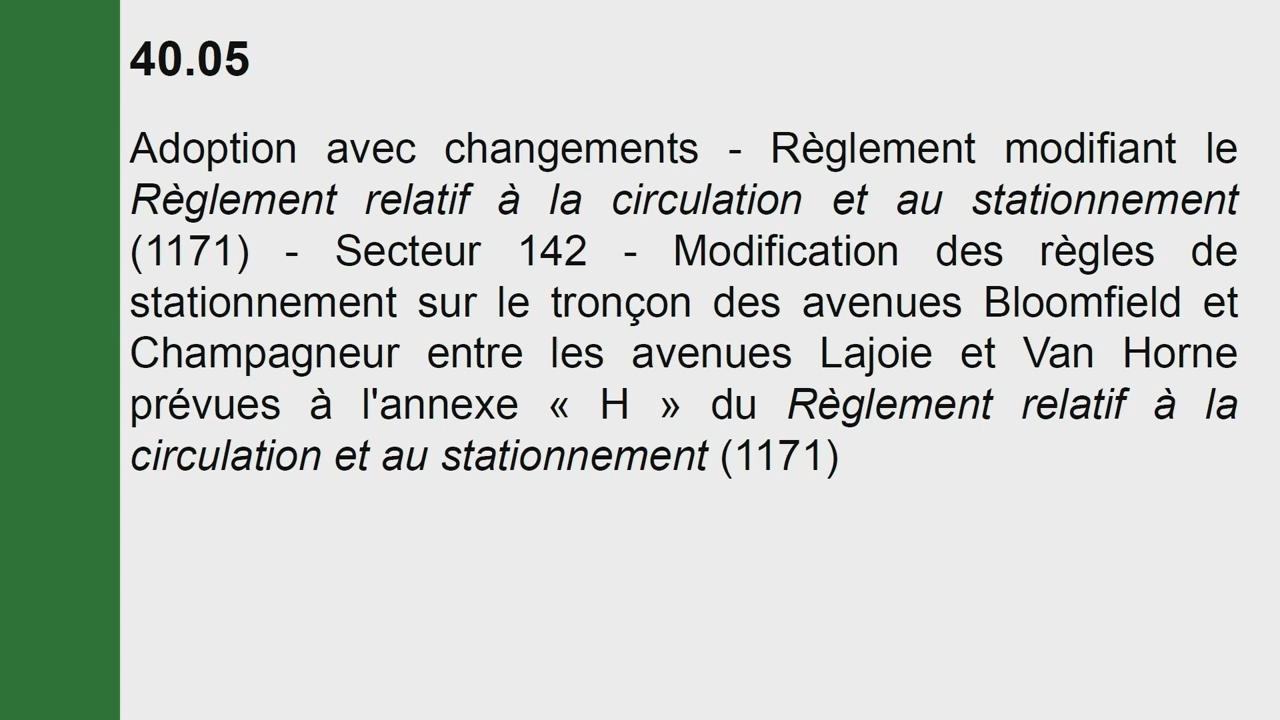 40.05
Adoption avec changements - Règlement modifiant le
Règlement relatif à la circulation et au stationnement
(1171) - Secteur 142 - Modification des règles de
stationnement sur le tronçon des avenues Bloomfield et
Champagneur entre les avenues Lajoie et Van Horne
prévues à l'annexe « H » du Règlement relatif à la
circulation et au stationnement (1171)